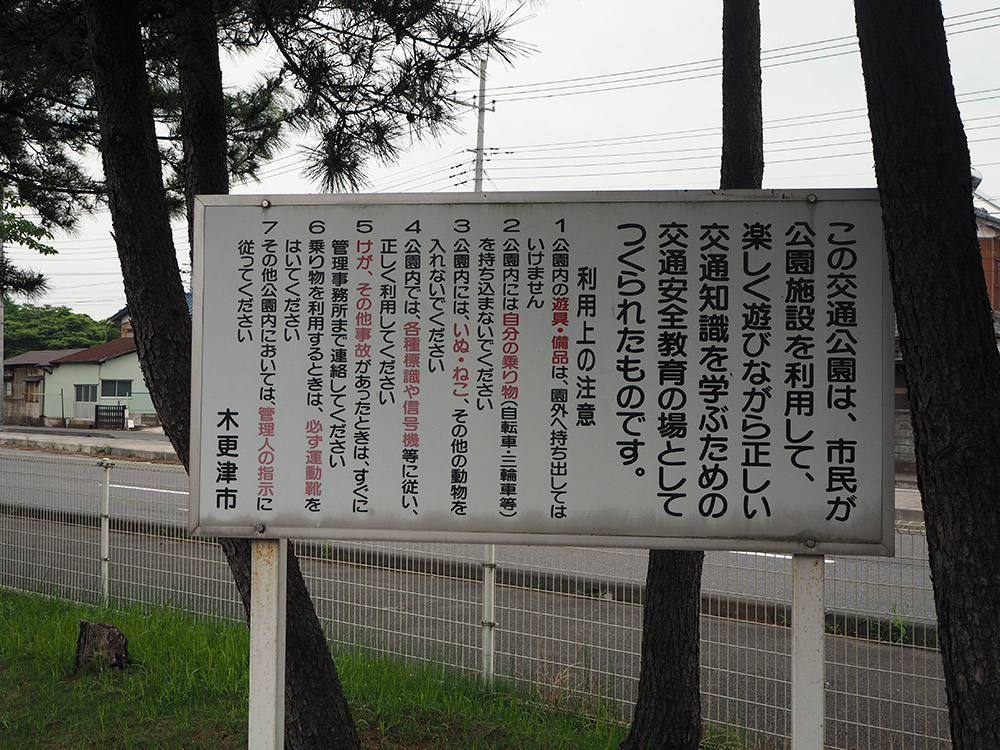 この交通公園は、市民が
公園施設を利用して、
楽しく遊びながら正しい
交通知識を学ぶための
交通安全教育の場として
つくられたものです。
利用上の注意
1 公園内の遊具・備品は、園外へ持ち出しては
いけません
2 公園内には自分の乗り物(自転車・三輪車等)
を持ち込まないでください
3 公園内には、いぬ・ねこ、その他の動物を
入れないでください
4 公園内では、各種標識や信号機等に従い、
正しく利用してください
5 けが、その他事故があったときは、すぐに
管理事務所まで連絡してください
6 乗り物を利用するときは、必ず運動靴を
はいてください
7 その他公園内においては、管理人の指示に
従ってください
木更津市